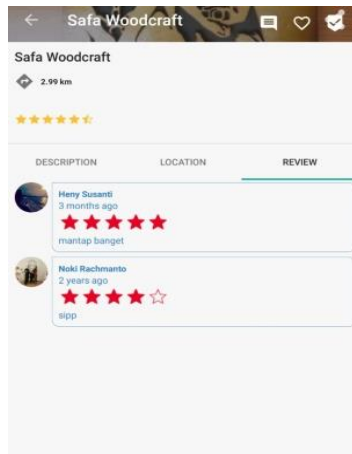 Safa Woodcraft
Safa Woodcraft
2.99 km
DESCRIPTION LOCATION REVIEW
Heny Susanti
3 months ago
mantap banget
Noki Rachmanto
2 years ago
sipp